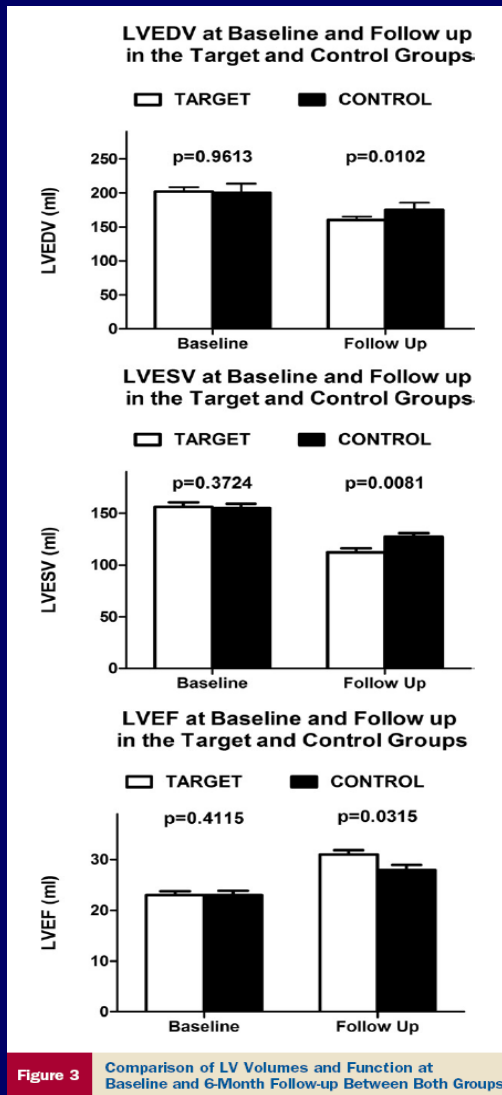 LVEDV at Baseline and Follow up
in the Target and Control Groups
TARGET CONTROL
p=0.9613 p=0.0102
LVEDV (ml)
250
200
150
100
50
0
Baseline Follow Up
LVESV at Baseline and Follow up
in the Target and Control Groups
TARGET CONTROL
p=0.3724 p=0.0081
LVESV (ml)
150
100
50
0
Baseline Follow Up
LVEF at Baseline and Follow up
in the Target and Control Groups
TARGET CONTROL
p=0.4115 p=0.0315
LVEF (ml)
30
20
10
0
Baseline Follow Up
Figure 3 Comparison of LV Volumes and Function at
Baseline and 6-Month Follow-up Between Both Groups